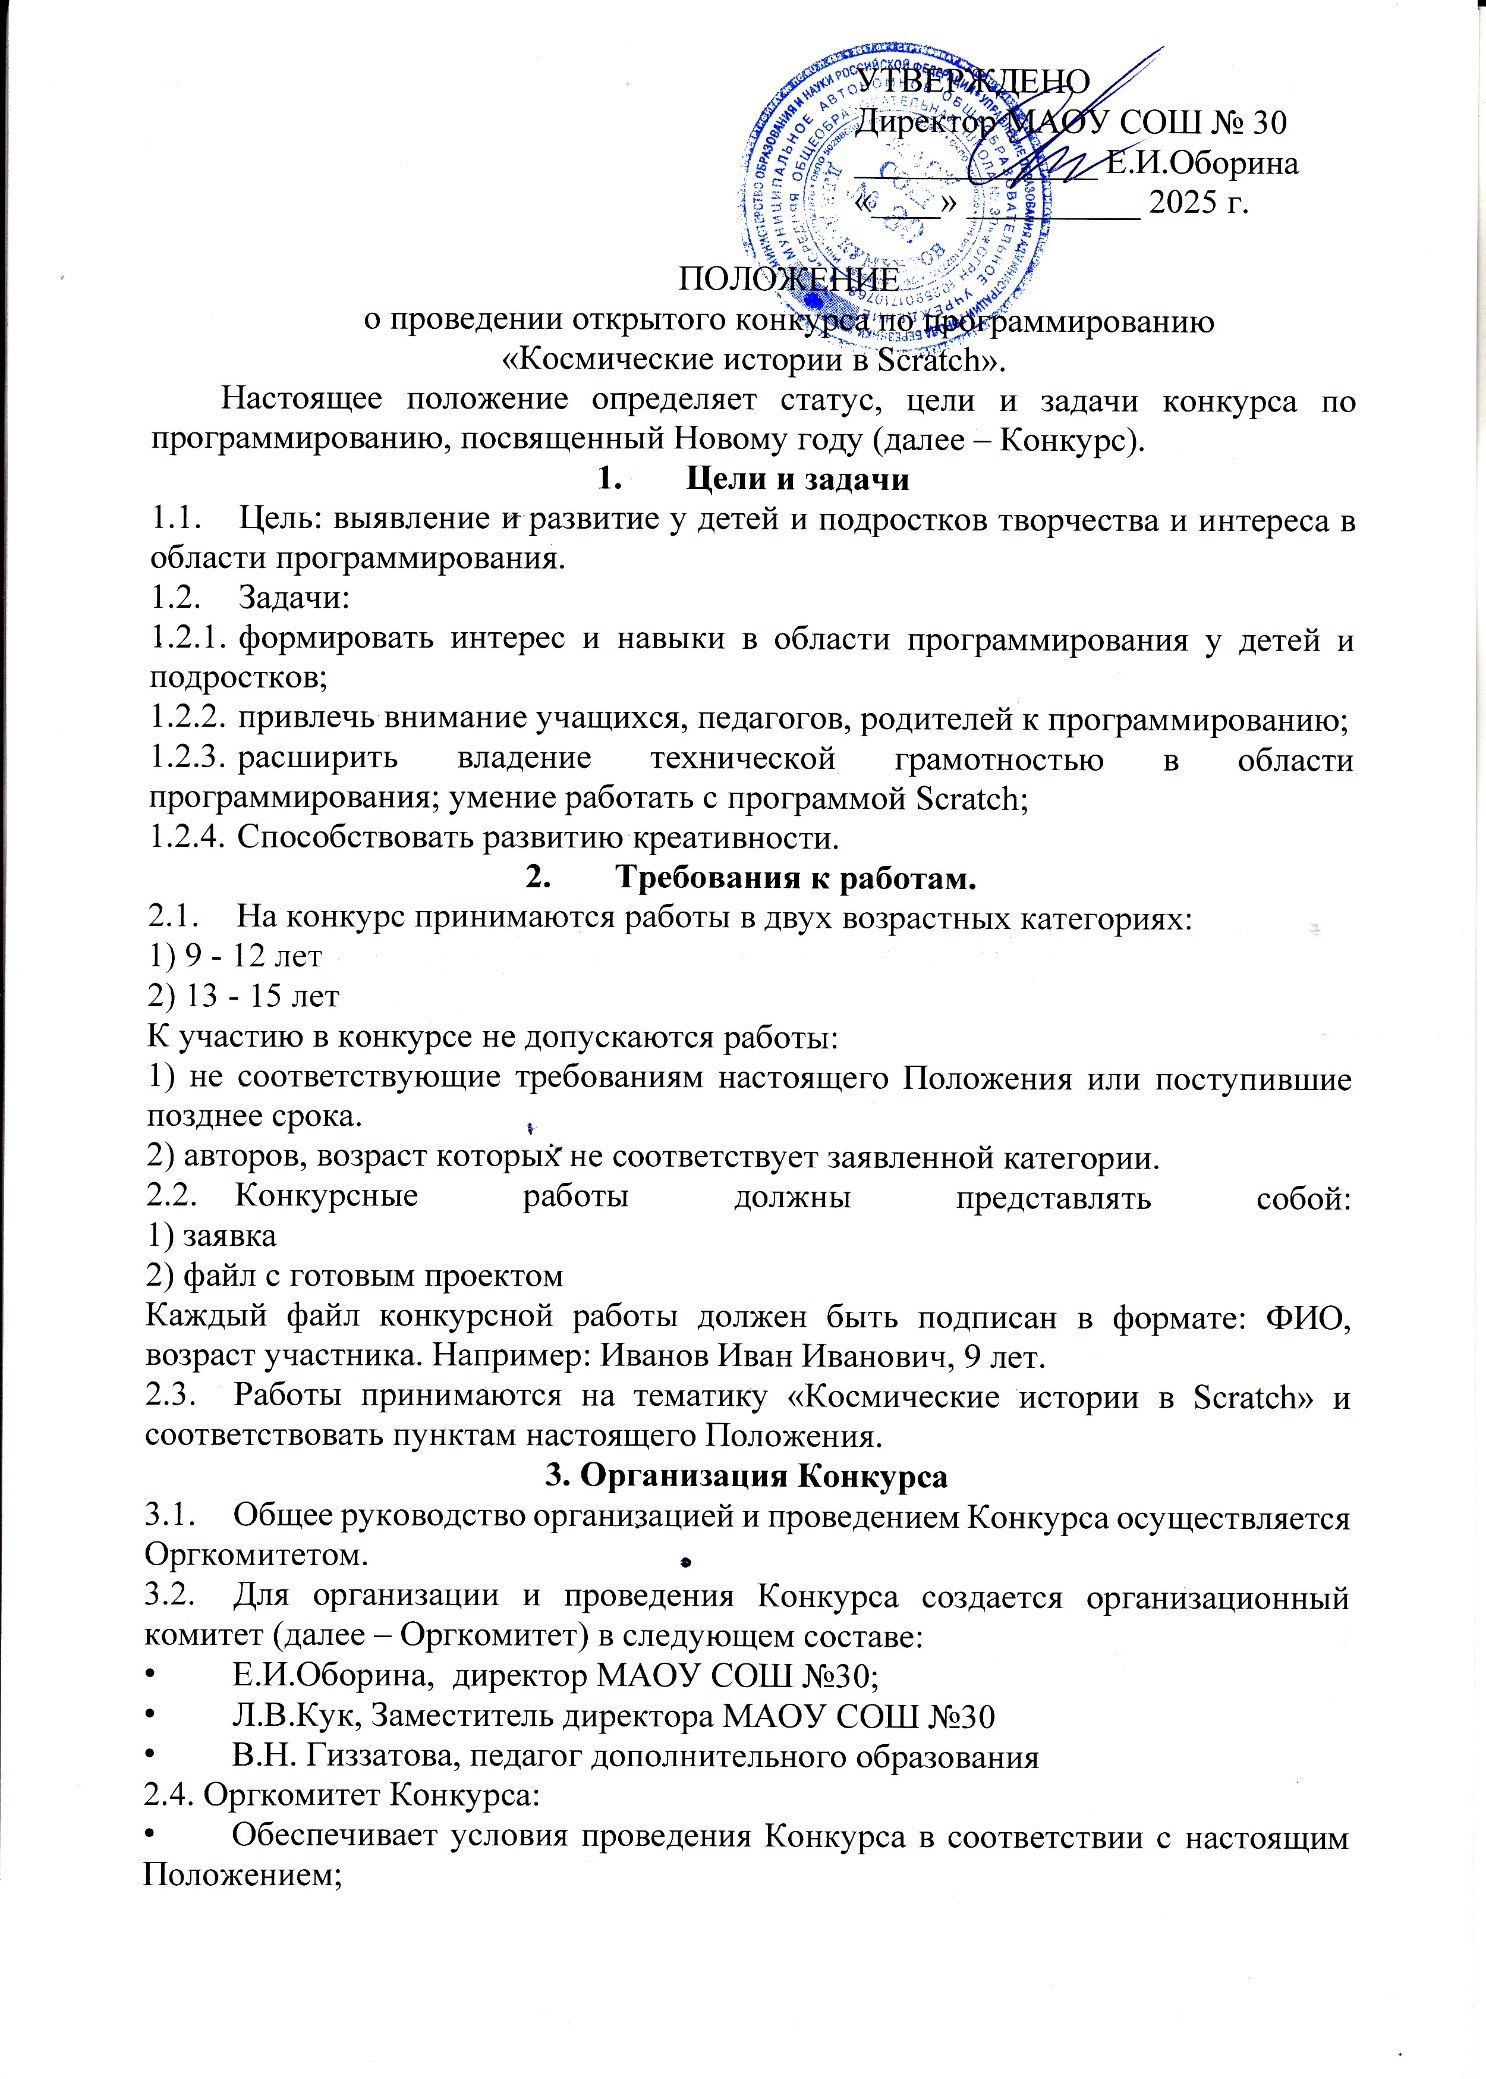 УТВЕРЖДЕНО
Директор МАОУ СОШ № 30
______________ Е.И.Оборина
«____» __________ 2025 г.
ПОЛОЖЕНИЕ
о проведении открытого конкурса по программированию
«Космические истории в Scratch».
Настоящее положение определяет статус, цели и задачи конкурса по
программированию, посвященный Новому году (далее – Конкурс).
1. Цели и задачи
1.1. Цель: выявление и развитие у детей и подростков творчества и интереса в
области программирования.
1.2. Задачи:
1.2.1. формировать интерес и навыки в области программирования у детей и
подростков;
1.2.2. привлечь внимание учащихся, педагогов, родителей к программированию;
1.2.3. расширить владение технической грамотностью в области
программирования; умение работать с программой Scratch;
1.2.4. Способствовать развитию креативности.
2. Требования к работам.
2.1. На конкурс принимаются работы в двух возрастных категориях:
1) 9 - 12 лет
2) 13 - 15 лет
К участию в конкурсе не допускаются работы:
1) не соответствующие требованиям настоящего Положения или поступившие
позднее срока.
2) авторов, возраст которых не соответствует заявленной категории.
2.2. Конкурсные работы должны представлять собой:
1) заявка
2) файл с готовым проектом
Каждый файл конкурсной работы должен быть подписан в формате: ФИО,
возраст участника. Например: Иванов Иван Иванович, 9 лет.
2.3. Работы принимаются на тематику «Космические истории в Scratch» и
соответствовать пунктам настоящего Положения.
3. Организация Конкурса
3.1. Общее руководство организацией и проведением Конкурса осуществляется
Оргкомитетом.
3.2. Для организации и проведения Конкурса создается организационный
комитет (далее – Оргкомитет) в следующем составе:
• Е.И.Оборина, директор МАОУ СОШ №30;
• Л.В.Кук, Заместитель директора МАОУ СОШ №30
• В.Н. Гиззатова, педагог дополнительного образования
2.4. Оргкомитет Конкурса:
• Обеспечивает условия проведения Конкурса в соответствии с настоящим
Положением;